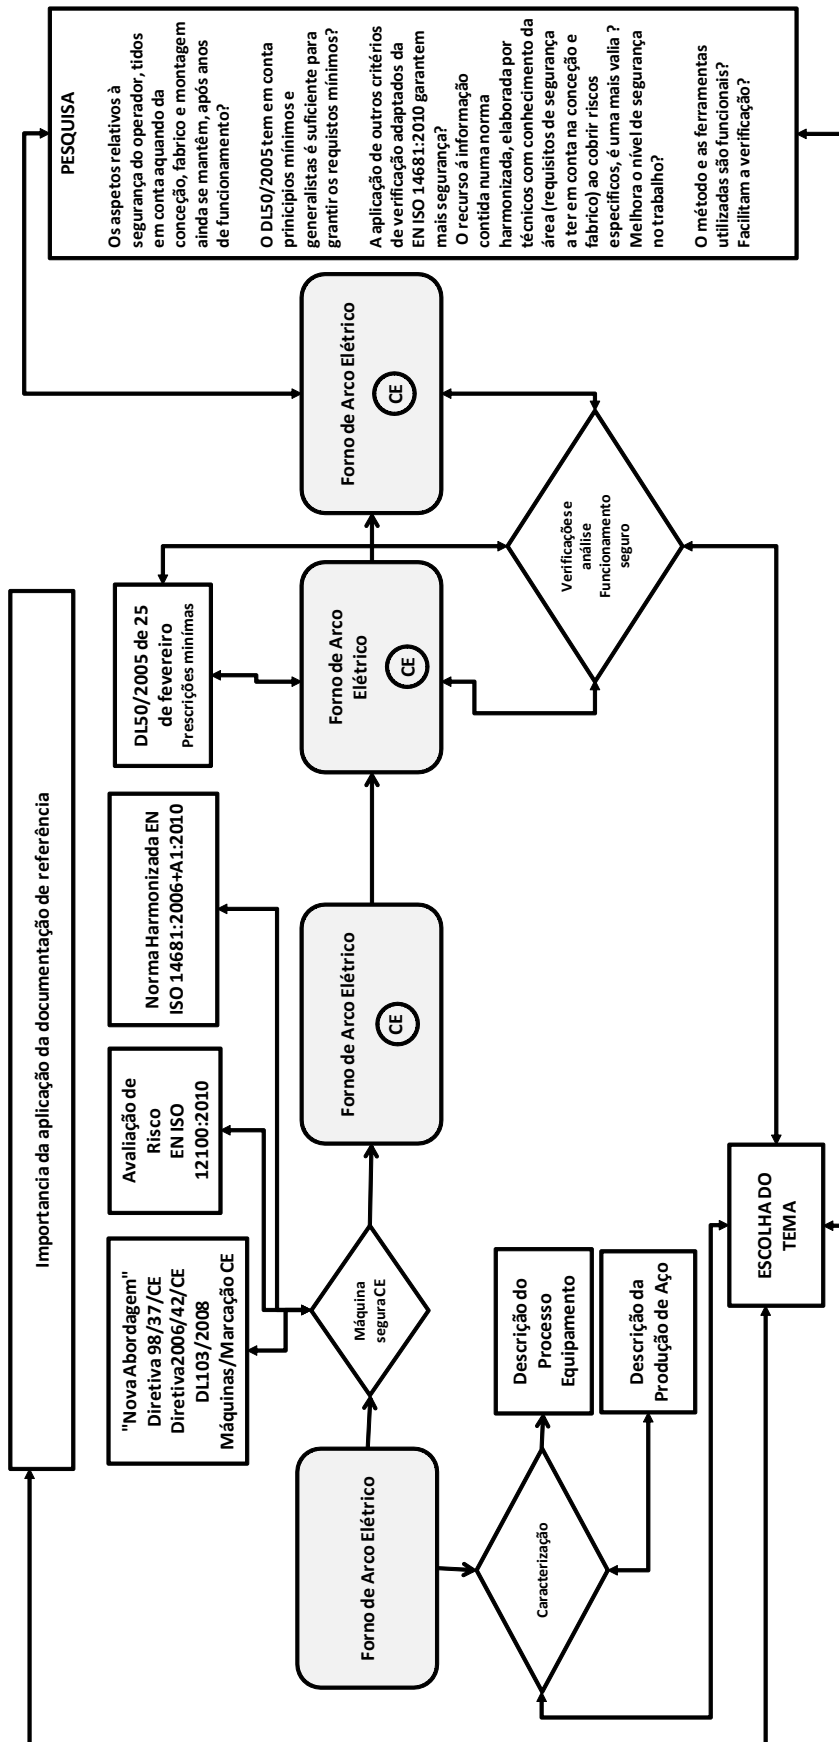 Importancia da aplicação da documentação de referência
"Nova Abordagem"
Diretiva 98/37/CE
Diretiva2006/42/CE
DL103/2008
Máquinas/Marcação CE
Avaliação de
Risco
EN ISO
12100:2010
Norma Harmonizada EN
ISO 14681:2006+A1:2010
DL50/2005 de 25
de fevereiro
Prescrições minímas
Forno de Arco Elétrico
Máquina
seguraCE
Forno de Arco Elétrico
CE
Forno de Arco
Elétrico
CE
Forno de Arco Elétrico
CE
Caracterização
Descrição do
Processo
Equipamento
Descrição da
Produção de Aço
Verificações e
análise
Funcionamento
seguro
ESCOLHA DO
TEMA
PESQUISA
Os aspetos relativos à
segurança do operador, tidos
em conta aquando da
conceção, fabrico e montagem
ainda se mantêm, após anos
de funcionamento?
O DL50/2005 tem em conta
prinicipios mínimos e
generalistas é suficiente para
grantir os requistos mínimos?
A aplicação de outros critérios
de verificação adaptados da
EN ISO 14681:2010 garantem
mais segurança?
O recurso á informação
contida numa norma
harmonizada, elaborada por
técnicos com conhecimento da
área (requisitos de segurança
a ter em conta na conceção e
fabrico) ao cobrir riscos
especificos, é uma mais valia ?
Melhora o nível de segurança
no trabalho?
O método e as ferramentas
utilizadas são funcionais?
Facilitam a verificação?